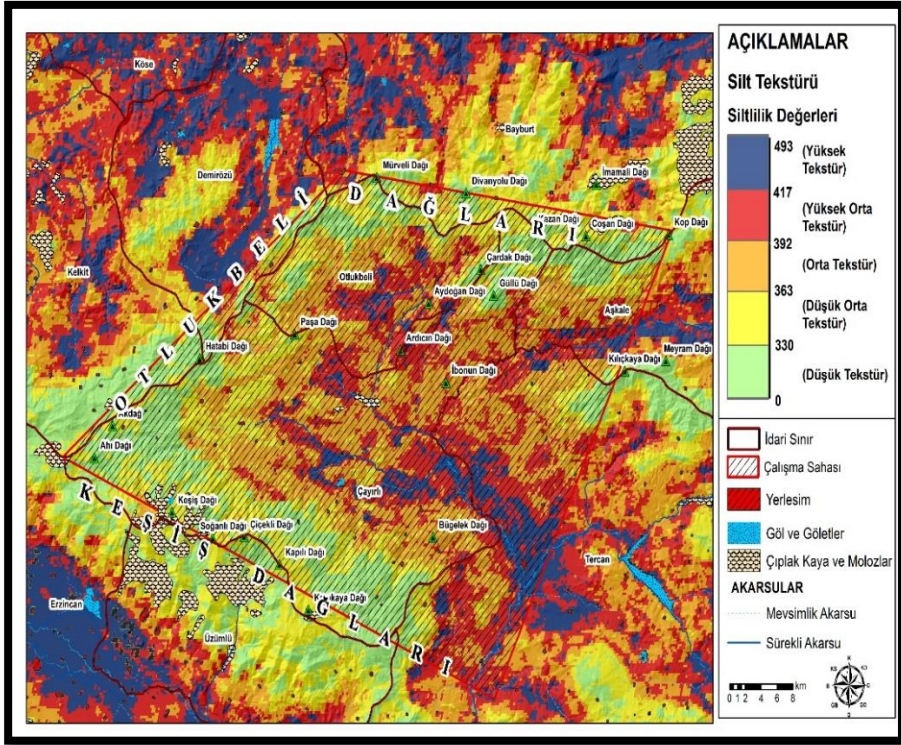 Köse
Bayburt
Mürveli Dağı
Divanyolu Dağı
İmamali Dağı
Demirözü
Kazan Dağı
Coşan Dağı
Kop Dağı
OTLUKBELİ DAĞLARI
Kelkit
Otlukbeli
Çardak Dağı
Güllü Dağı
Aydoğan Dağı
Aşkale
Paşa Dağı
Hatabi Dağı
Ardıcın Dağı
Meyram Dağı
Kılıçkaya Dağı
İbonun Dağı
Akdağ
Ahı Dağı
Çayırlı
Keşiş Dağı
Soğanlı Dağı
Çiçekli Dağı
Bügelek Dağı
Kapılı Dağı
Tercan
KEŞİŞ DAĞLARI
Erzincan
Üzümlü
AÇIKLAMALAR
Silt Tekstürü
Siltlilik Değerleri
493
(Yüksek
Tekstür)
417
(Yüksek Orta
Tekstür)
392
(Orta Tekstür)
363
(Düşük Orta
Tekstür)
330
(Düşük Tekstür)
0
İdari Sınır
Çalışma Sahası
Yerlesim
Göl ve Göletler
Çıplak Kaya ve Molozlar
AKARSULAR
Mevsimlik Akarsu
Sürekli Akarsu
0 1 2 4 6 8 km